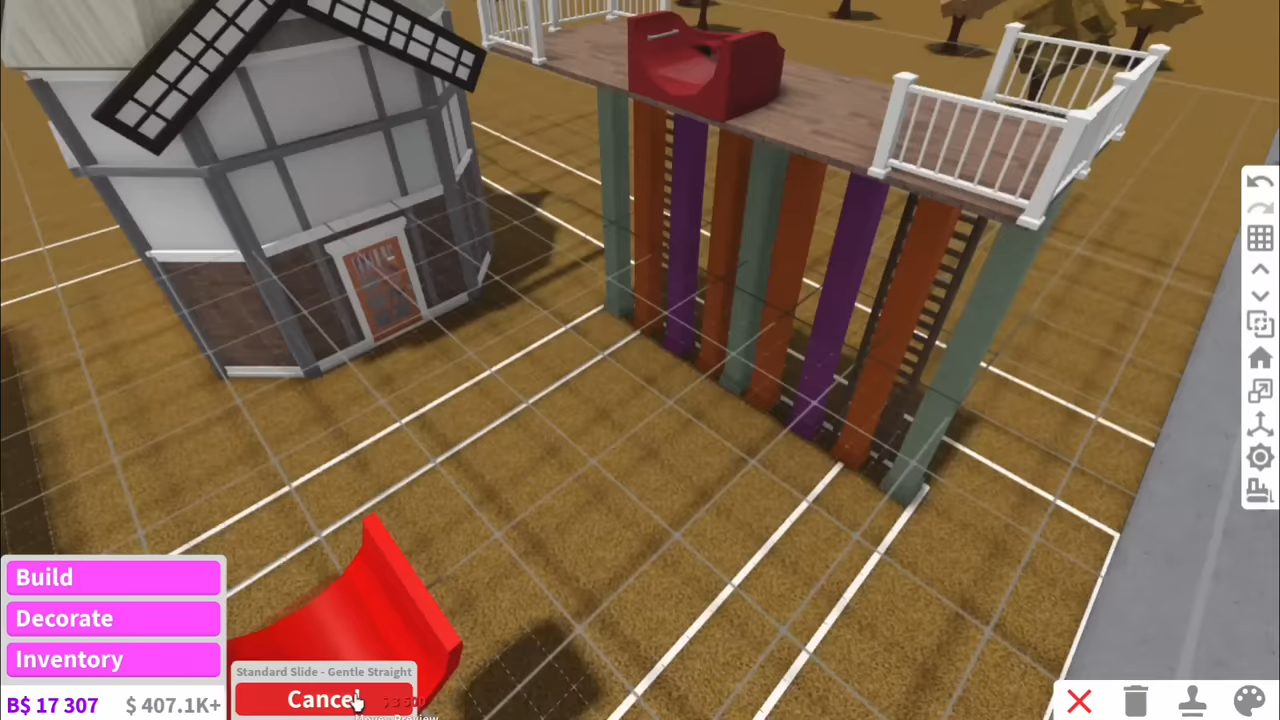 Build
Decorate
Inventory
B$ 17 307 $ 407.1K+
Standard Slide - Gentle Straight
Cancel